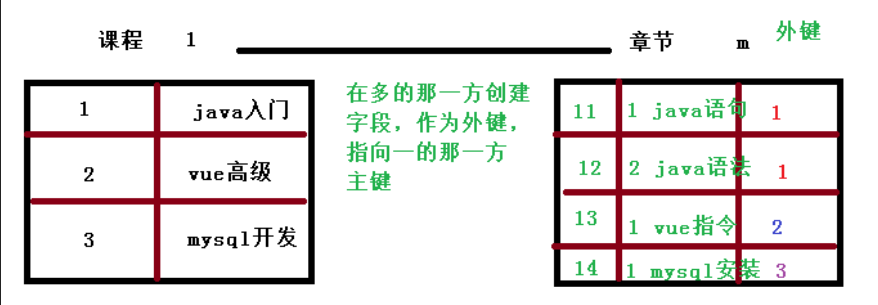 课程 1 章节 m 外键
1 java入门
2 vue高级
3 mysql开发
在多的那一方创建
字段，作为外键，
指向一的那一方
主键
11 1 java语句 1
12 2 java语法 1
13 1 vue指令 2
14 1 mysql安装 3